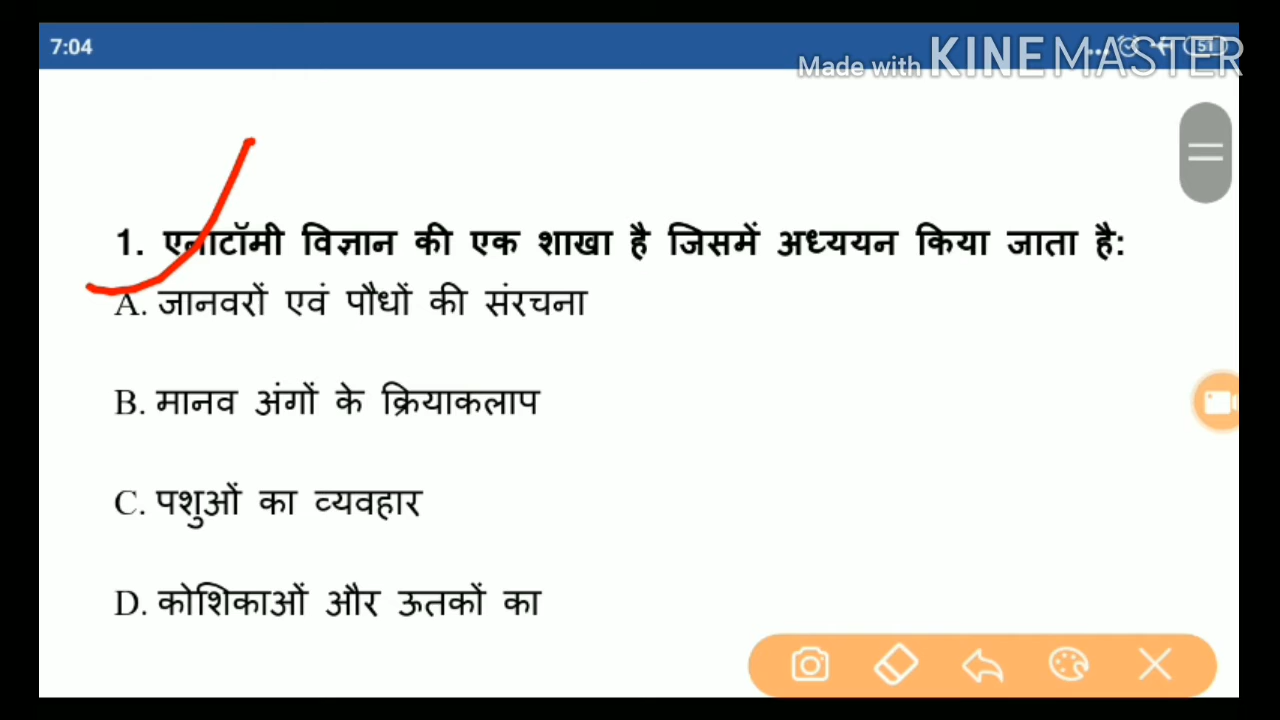 7:04
Made with KINEMASTER
51
1. एनाटॉमी विज्ञान की एक शाखा है जिसमें अध्ययन किया जाता है:
A. जानवरों एवं पौधों की संरचना
B. मानव अंगों के क्रियाकलाप
C. पशुओं का व्यवहार
D. कोशिकाओं और ऊतकों का